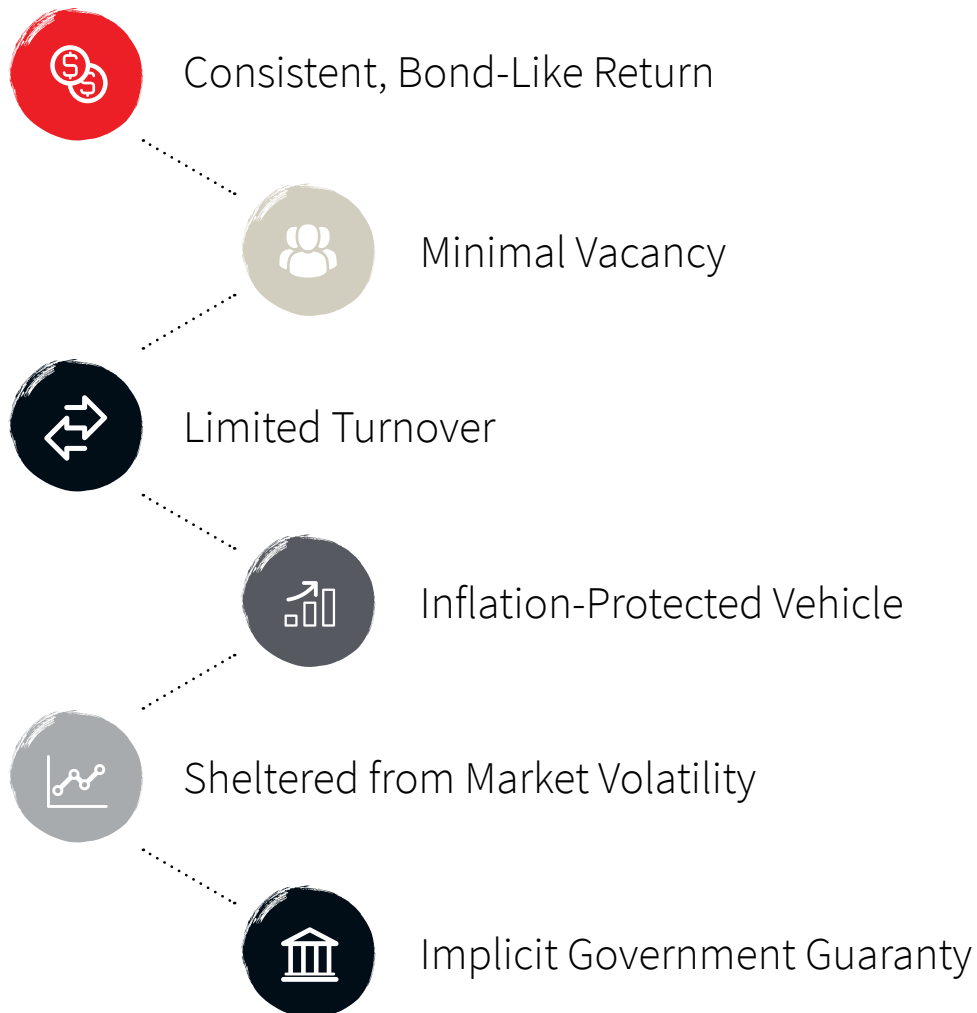 Consistent, Bond-Like Return
Minimal Vacancy
Limited Turnover
Inflation-Protected Vehicle
Sheltered from Market Volatility
Implicit Government Guaranty